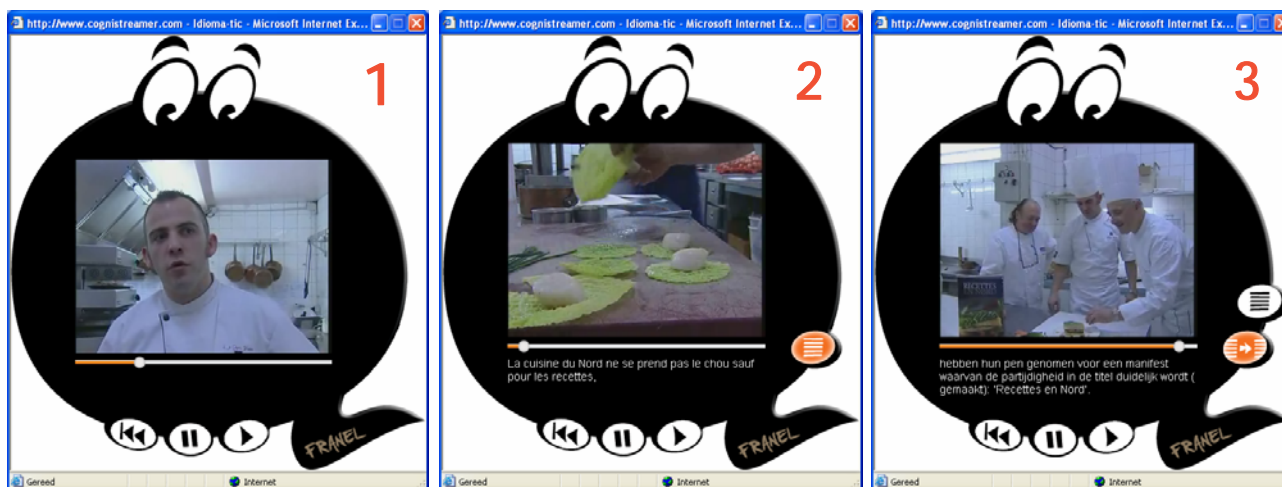 http://www.cognistreamer.com - Idioma-tic - Microsoft Internet Ex...
1
FRANEL
Gereed
Internet
http://www.cognistreamer.com - Idioma-tic - Microsoft Internet Ex...
2
La cuisine du Nord ne se prend pas le chou sauf
pour les recettes,
FRANEL
Gereed
Internet
http://www.cognistreamer.com - Idioma-tic - Microsoft Internet Ex...
3
RECETTES
hebben hun pen genomen voor een manifest
waarvan de partijdigheid in de titel duidelijk wordt (
gemaakt): 'Recettes en Nord'.
FRANEL
Gereed
Internet